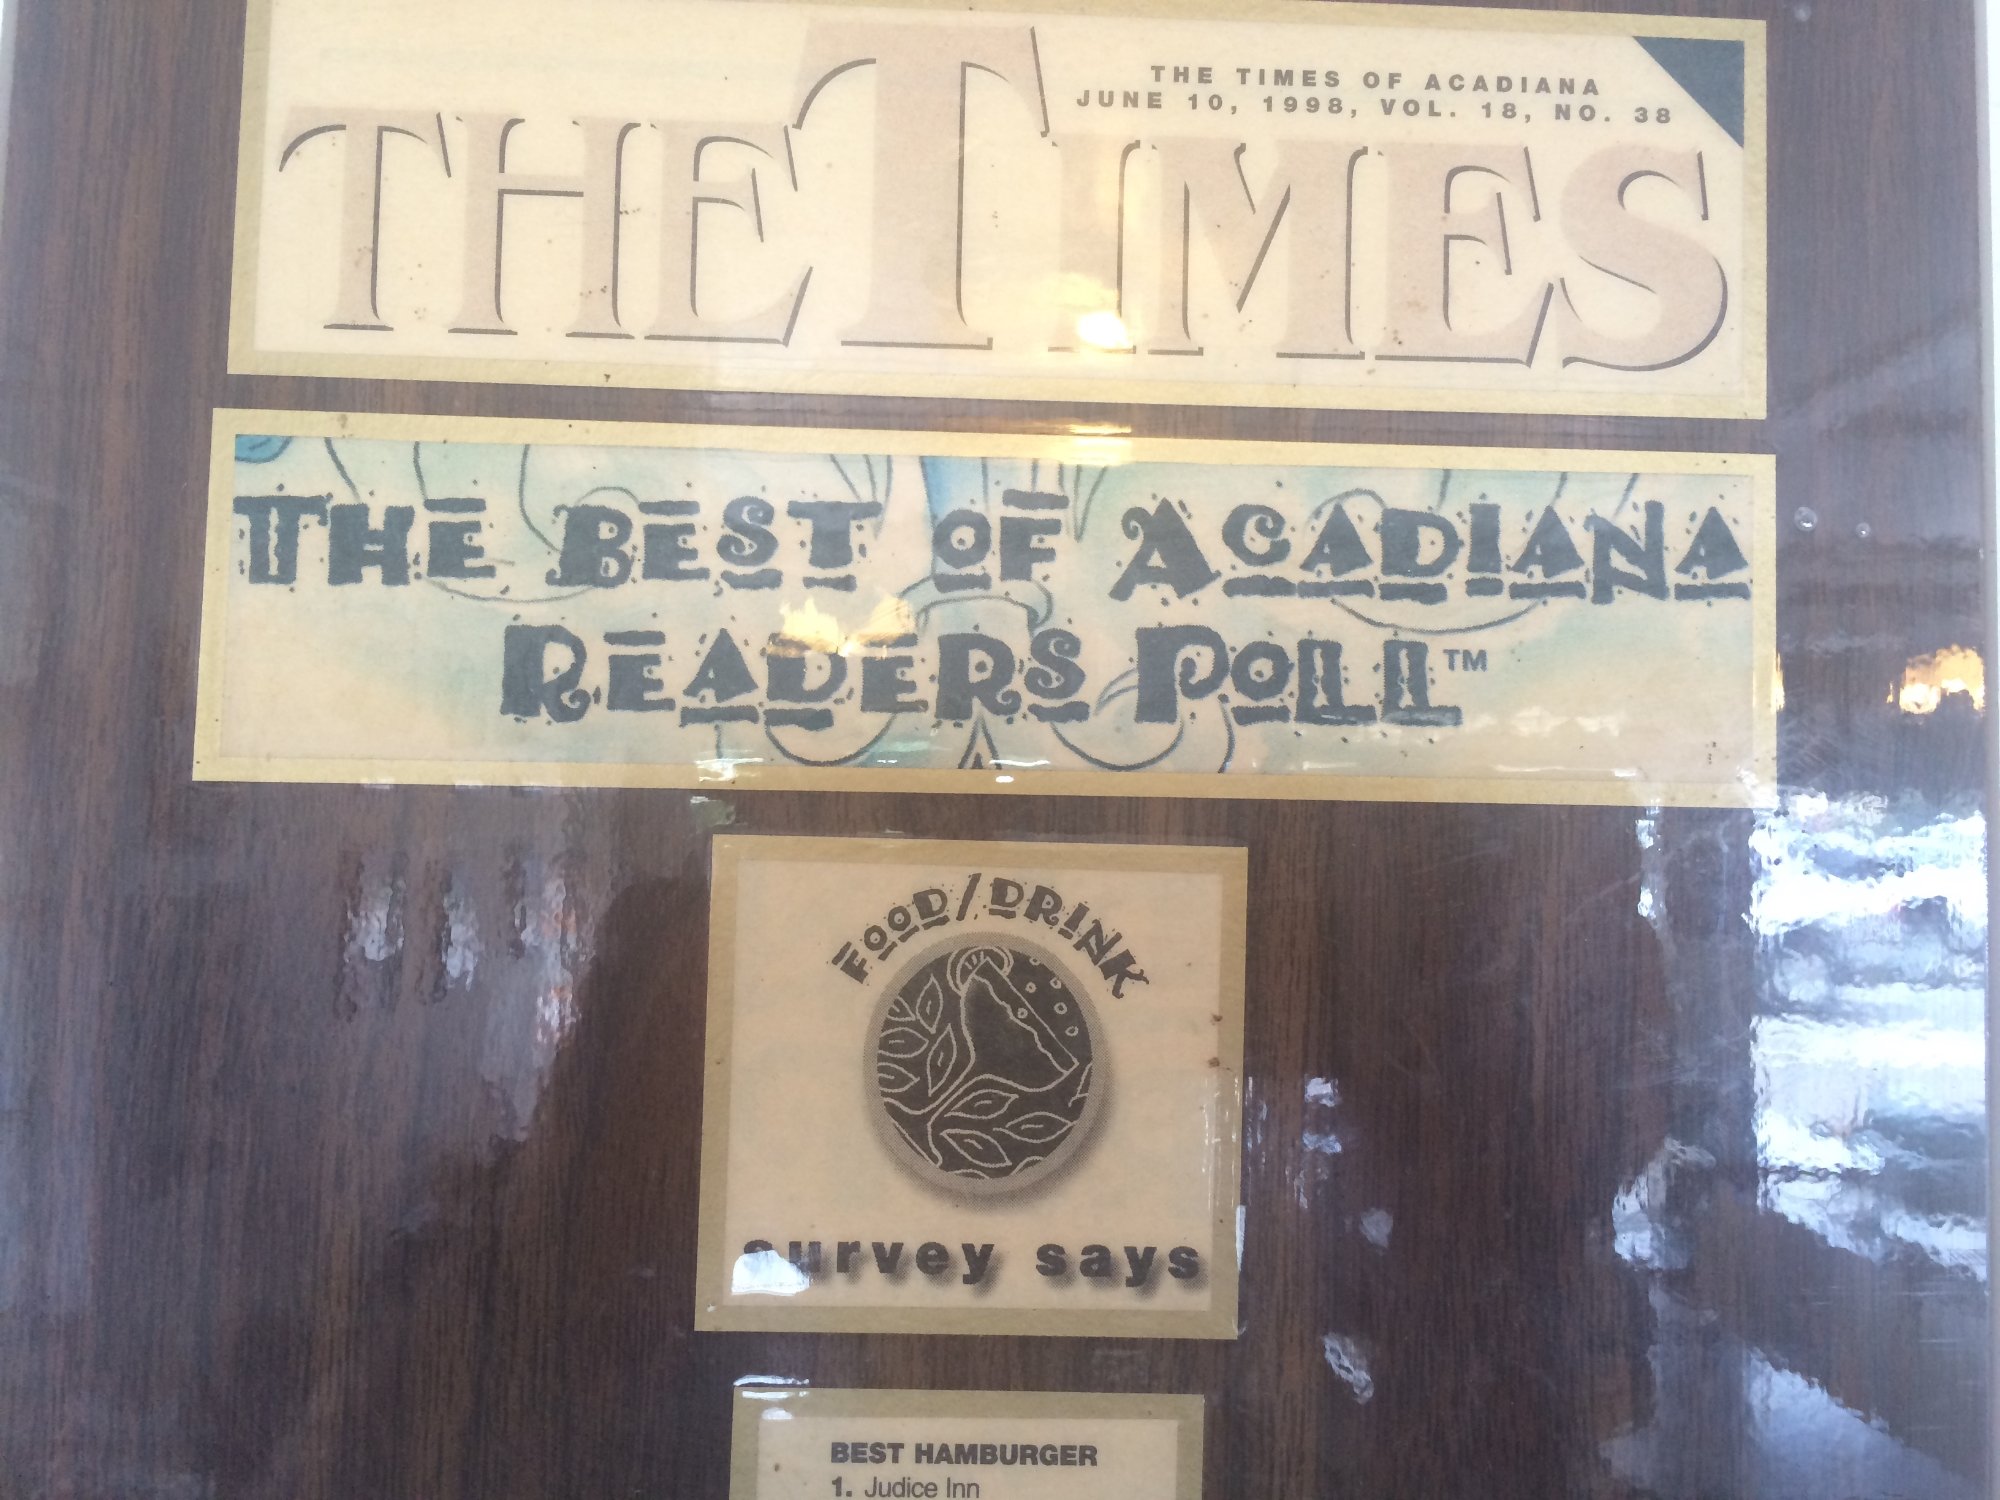 THE TIMES OF ACADIANA
JUNE 10, 1998, VOL. 18, NO. 38
THE TIMES
THE BEST OF ACADIANA
READERS POLL™
FOOD/DRINK
survey says
BEST HAMBURGER
1. Judice Inn